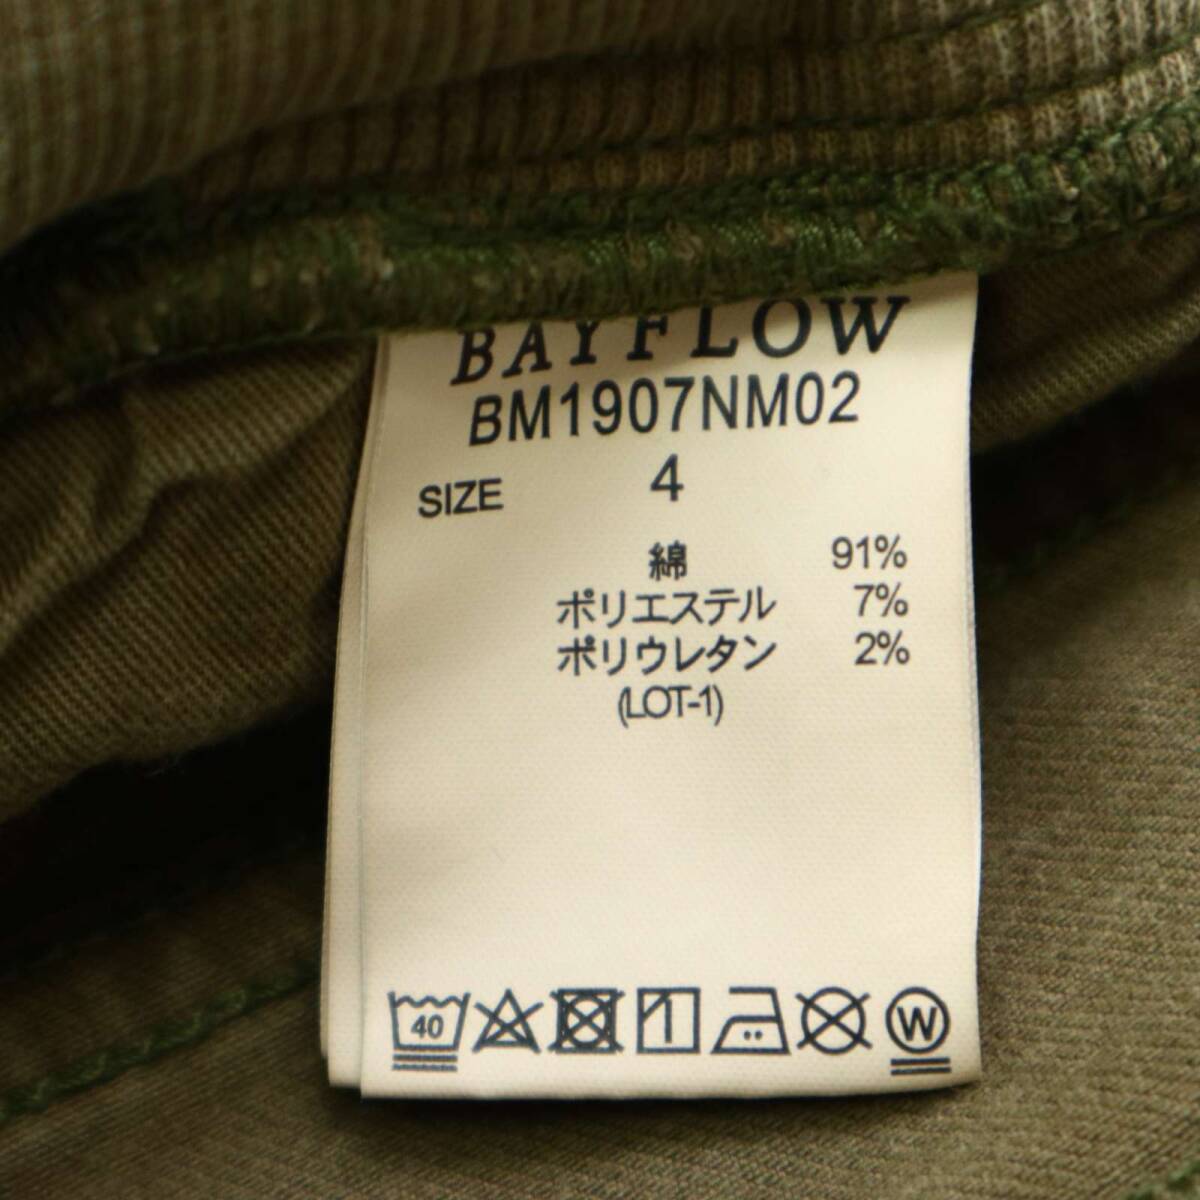 BAYFLOW
BM1907NM02
SIZE 4
綿 91%
ポリエステル 7%
ポリウレタン 2%
(LOT-1)
40 W